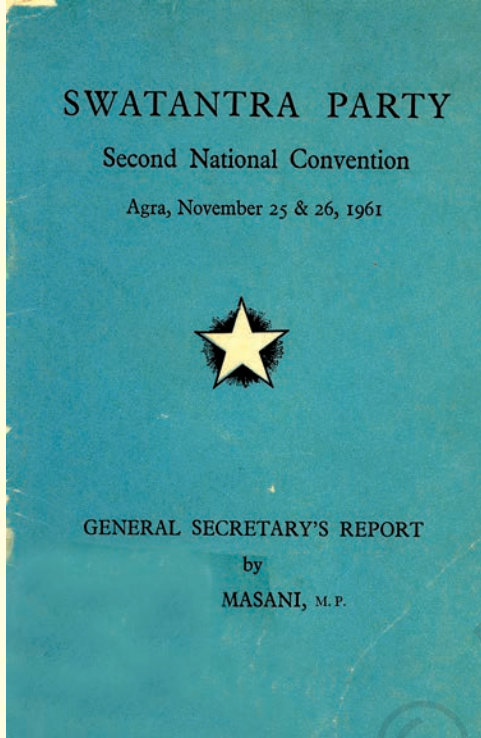 SWATANTRA PARTY
Second National Convention
Agra, November 25 & 26, 1961
GENERAL SECRETARY'S REPORT
by
MASANI, M. P.